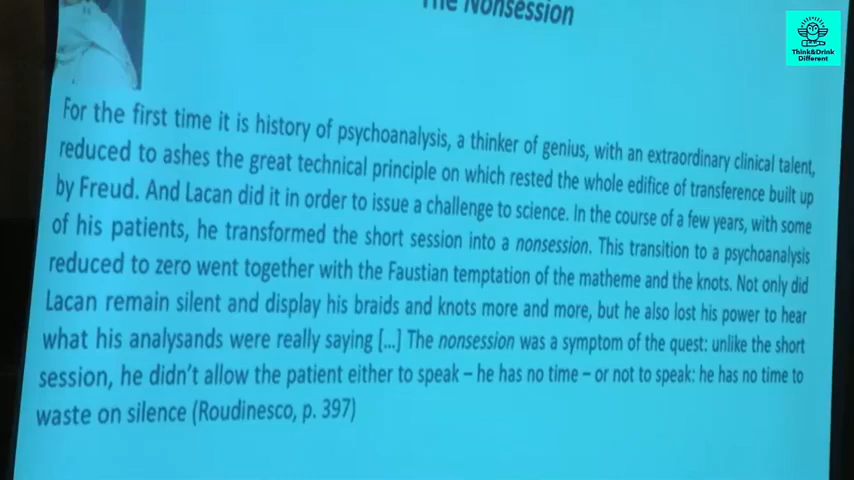 The Nonsession
Think&Drink
Different
For the first time it is history of psychoanalysis, a thinker of genius, with an extraordinary clinical talent,
reduced to ashes the great technical principle on which rested the whole edifice of transference built up
by Freud. And Lacan did it in order to issue a challenge to science. In the course of a few years, with some
of his patients, he transformed the short session into a nonsession. This transition to a psychoanalysis
reduced to zero went together with the Faustian temptation of the matheme and the knots. Not only did
Lacan remain silent and display his braids and knots more and more, but he also lost his power to hear
what his analysands were really saying [...] The nonsession was a symptom of the quest: unlike the short
session, he didn't allow the patient either to speak – he has no time – or not to speak: he has no time to
waste on silence (Roudinesco, p. 397)